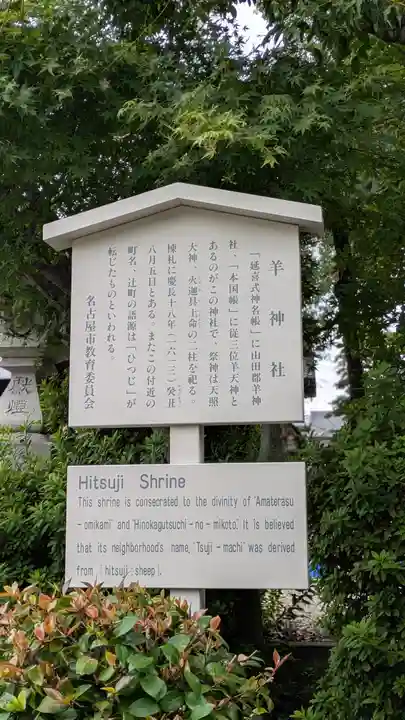 羊神社
「延喜式神名帳」に山田郡羊神
社、「本国帳」に従三位羊天神と
あるのがこの神社で、祭神は天照
大神、火迦具土命の二柱を祀る。
棟札に慶長十八年(一六一三)癸丑
八月五日とある。またこの付近の
町名、辻町の語源は「ひつじ」が
転じたものといわれる。
名古屋市教育委員会
Hitsuji Shrine
This shrine is consecrated to the divinity of "Amaterasu
-omikami" and "Hinokagutsuchi-no-mikoto." It is believed
that its neighborhood's name, "Tsuji-machi" was derived
from [hitsuji:sheep].
献
燈